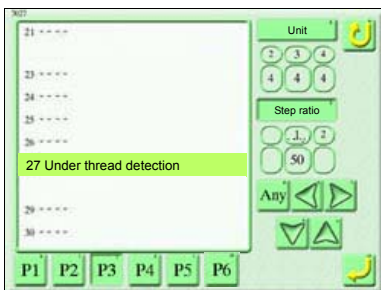 7027
21 ----
23 ----
24 ----
25 ----
26 ----
27 Under thread detection
29 ----
30 ----
P1 P2 P3 P4 P5 P6
Unit
2 3 4
4 4 4
Step ratio
1 2
50
Any